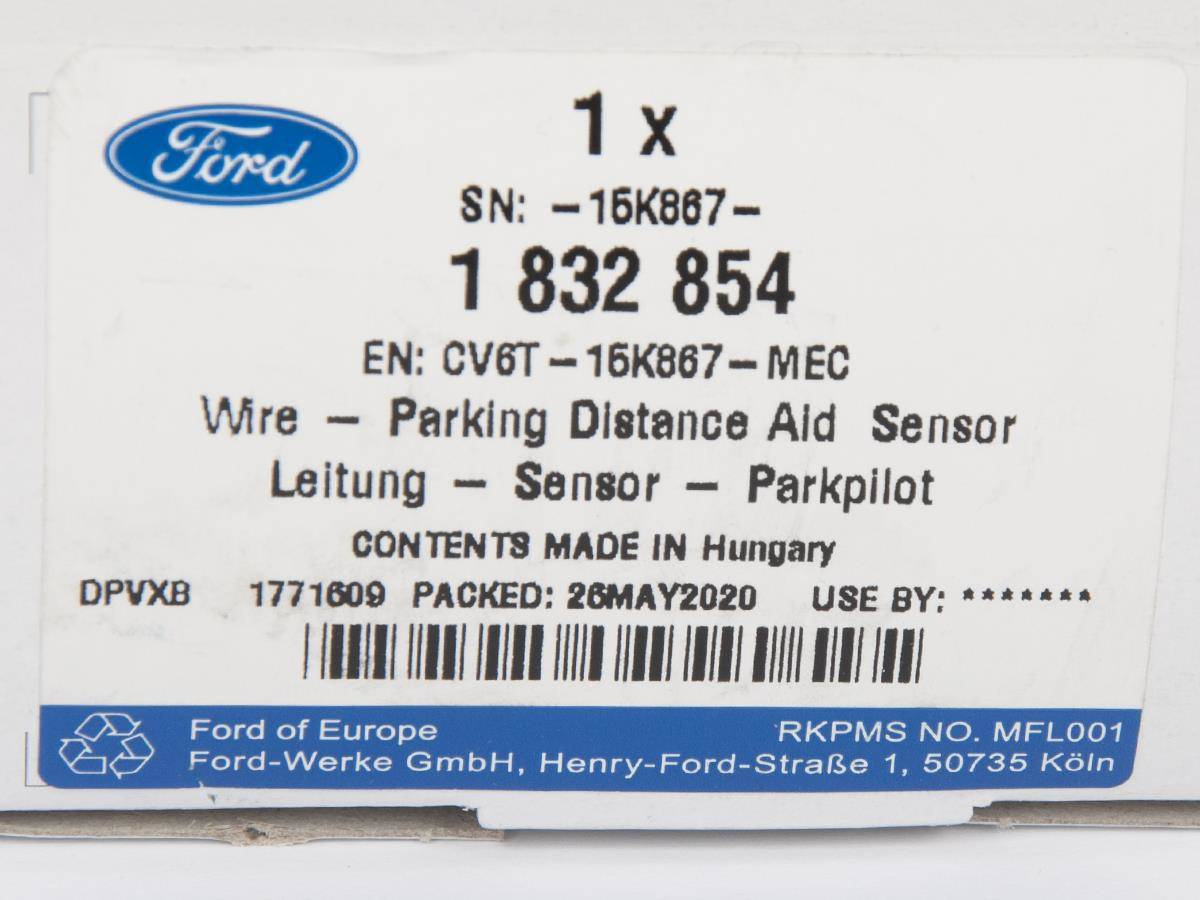 Ford
1 x
SN: -15K867-
1 832 854
EN: CV6T-15K867-MEC
Wire - Parking Distance Aid Sensor
Leitung - Sensor - Parkpilot
CONTENTS MADE IN Hungary
DPVXB 1771609 PACKED: 26MAY2020 USE BY: *******
Ford of Europe RKPMS NO. MFL001
Ford-Werke GmbH, Henry-Ford-Straße 1, 50735 Köln